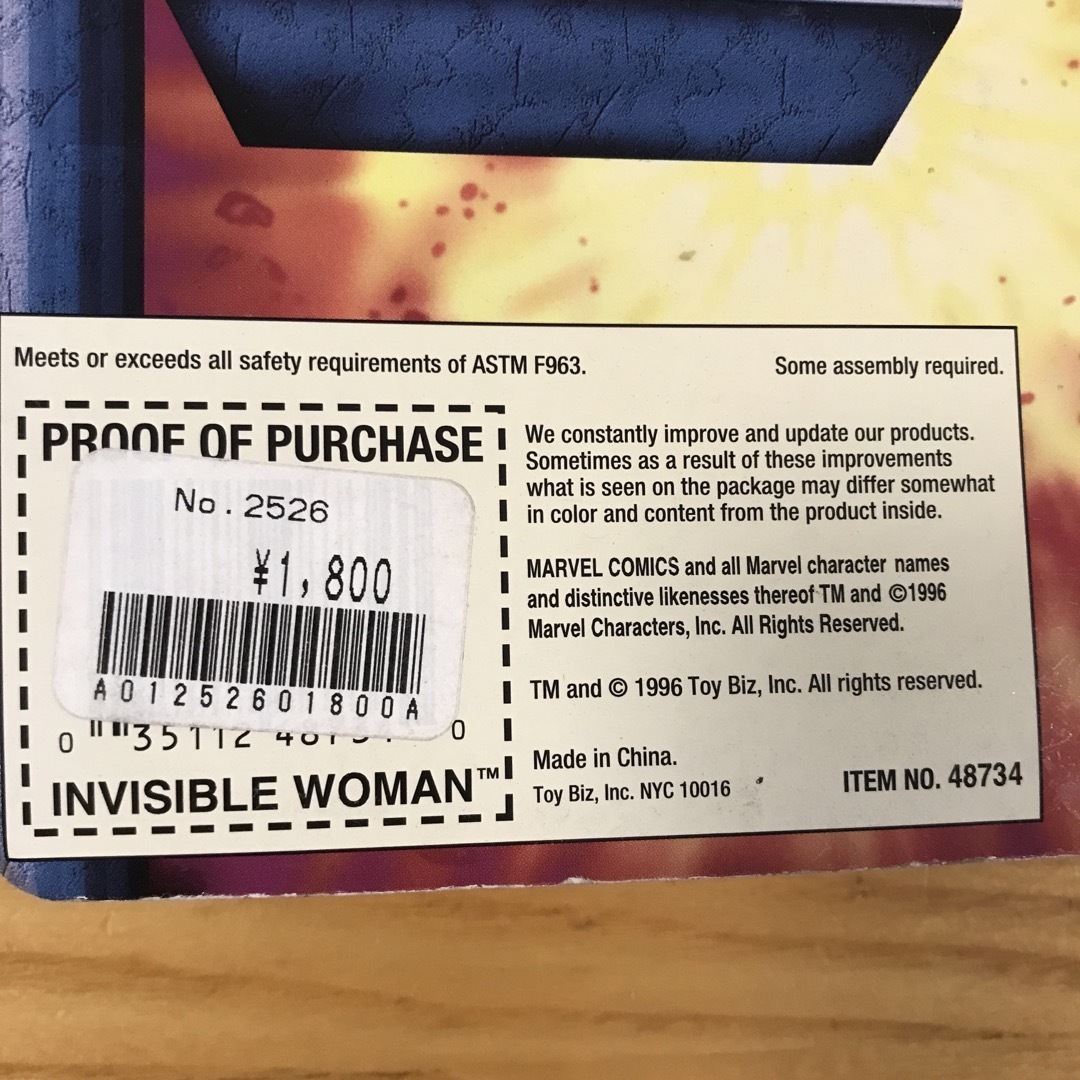 Meets or exceeds all safety requirements of ASTM F963.
Some assembly required.
PROOF OF PURCHASE
No. 2526
¥1,800
A01252601800A
0 35112 0
INVISIBLE WOMAN™
We constantly improve and update our products.
Sometimes as a result of these improvements
what is seen on the package may differ somewhat
in color and content from the product inside.
MARVEL COMICS and all Marvel character names
and distinctive likenesses thereof TM and ©1996
Marvel Characters, Inc. All Rights Reserved.
TM and © 1996 Toy Biz, Inc. All rights reserved.
Made in China.
Toy Biz, Inc. NYC 10016
ITEM NO. 48734